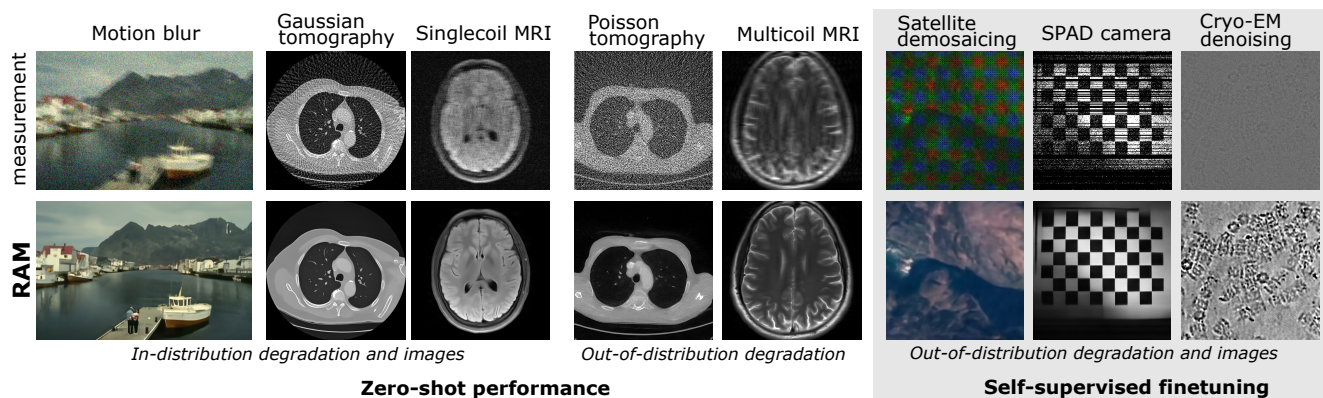 Motion blur
Gaussian
tomography
Singlecoil MRI
Poisson
tomography
Multicoil MRI
Satellite
demosaicing
SPAD camera
Cryo-EM
denoising
measurement
RAM
In-distribution degradation and images
Out-of-distribution degradation
Out-of-distribution degradation and images
Zero-shot performance
Self-supervised finetuning